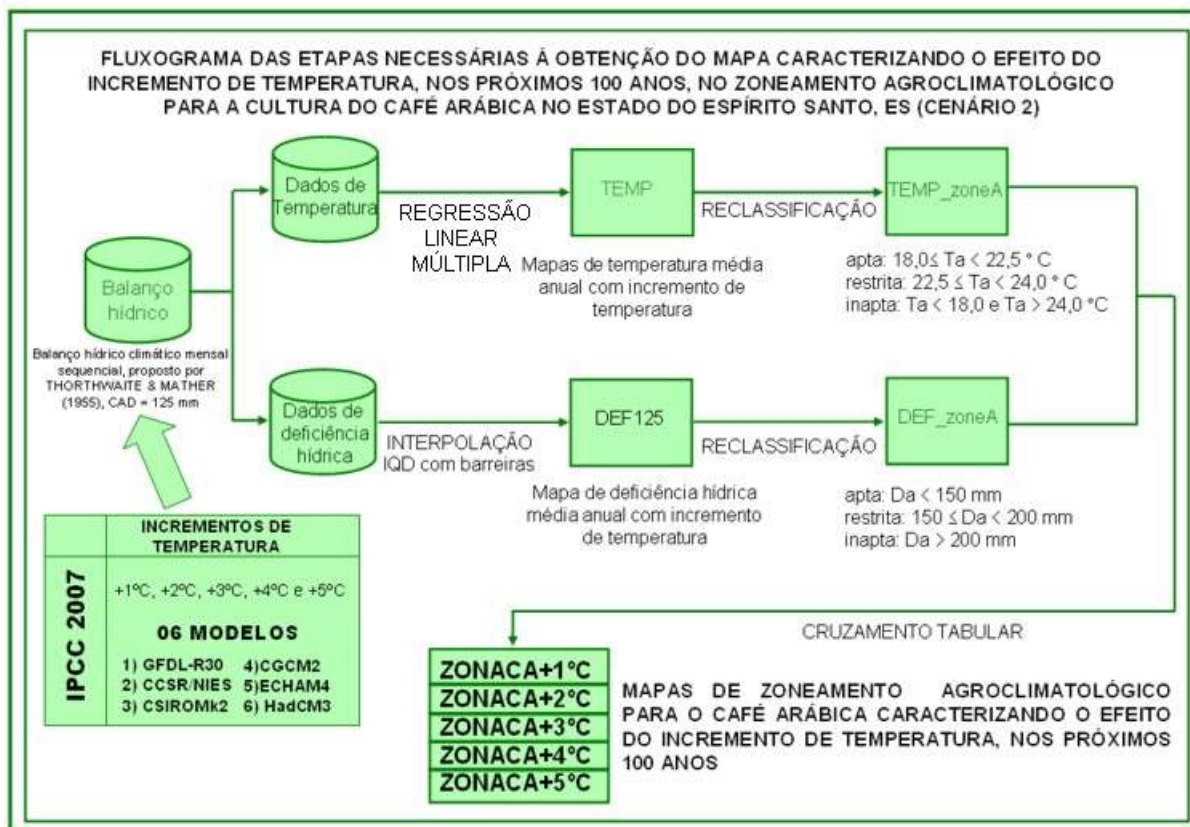 FLUXOGRAMA DAS ETAPAS NECESSÁRIAS À OBTENÇÃO DO MAPA CARACTERIZANDO O EFEITO DO
INCREMENTO DE TEMPERATURA, NOS PRÓXIMOS 100 ANOS, NO ZONEAMENTO AGROCLIMATOLÓGICO
PARA A CULTURA DO CAFÉ ARÁBICA NO ESTADO DO ESPÍRITO SANTO, ES (CENÁRIO 2)
Dados de
Temperatura
REGRESSÃO
LINEAR
MÚLTIPLA
TEMP
Mapas de temperatura média
anual com incremento de
temperatura
RECLASSIFICAÇÃO
TEMP_zoneA
apta: 18,0≤ Ta < 22,5 ° C
restrita: 22,5 ≤ Ta < 24,0 ° C
inapta: Ta < 18,0 e Ta > 24,0 °C
Balanço
hídrico
Balanço hídrico climático mensal
sequencial, proposto por
THORTHWAITE & MATHER
(1955), CAD = 125 mm
Dados de
deficiência
hídrica
INTERPOLAÇÃO
IQD com barreiras
DEF125
Mapa de deficiência hídrica
média anual com incremento
de temperatura
RECLASSIFICAÇÃO
DEF_zoneA
apta: Da < 150 mm
restrita: 150 ≤ Da < 200 mm
inapta: Da > 200 mm
IPCC 2007
INCREMENTOS DE
TEMPERATURA
+1ºC, +2ºC, +3ºC, +4ºC e +5ºC
06 MODELOS
1) GFDL-R30 4)CGCM2
2) CCSR/NIES 5)ECHAM4
3) CSIROMk2 6) HadCM3
CRUZAMENTO TABULAR
ZONACA+1°C
ZONACA+2°C
ZONACA+3°C
ZONACA+4°C
ZONACA+5°C
MAPAS DE ZONEAMENTO AGROCLIMATOLÓGICO
PARA O CAFÉ ARÁBICA CARACTERIZANDO O EFEITO
DO INCREMENTO DE TEMPERATURA, NOS PRÓXIMOS
100 ANOS